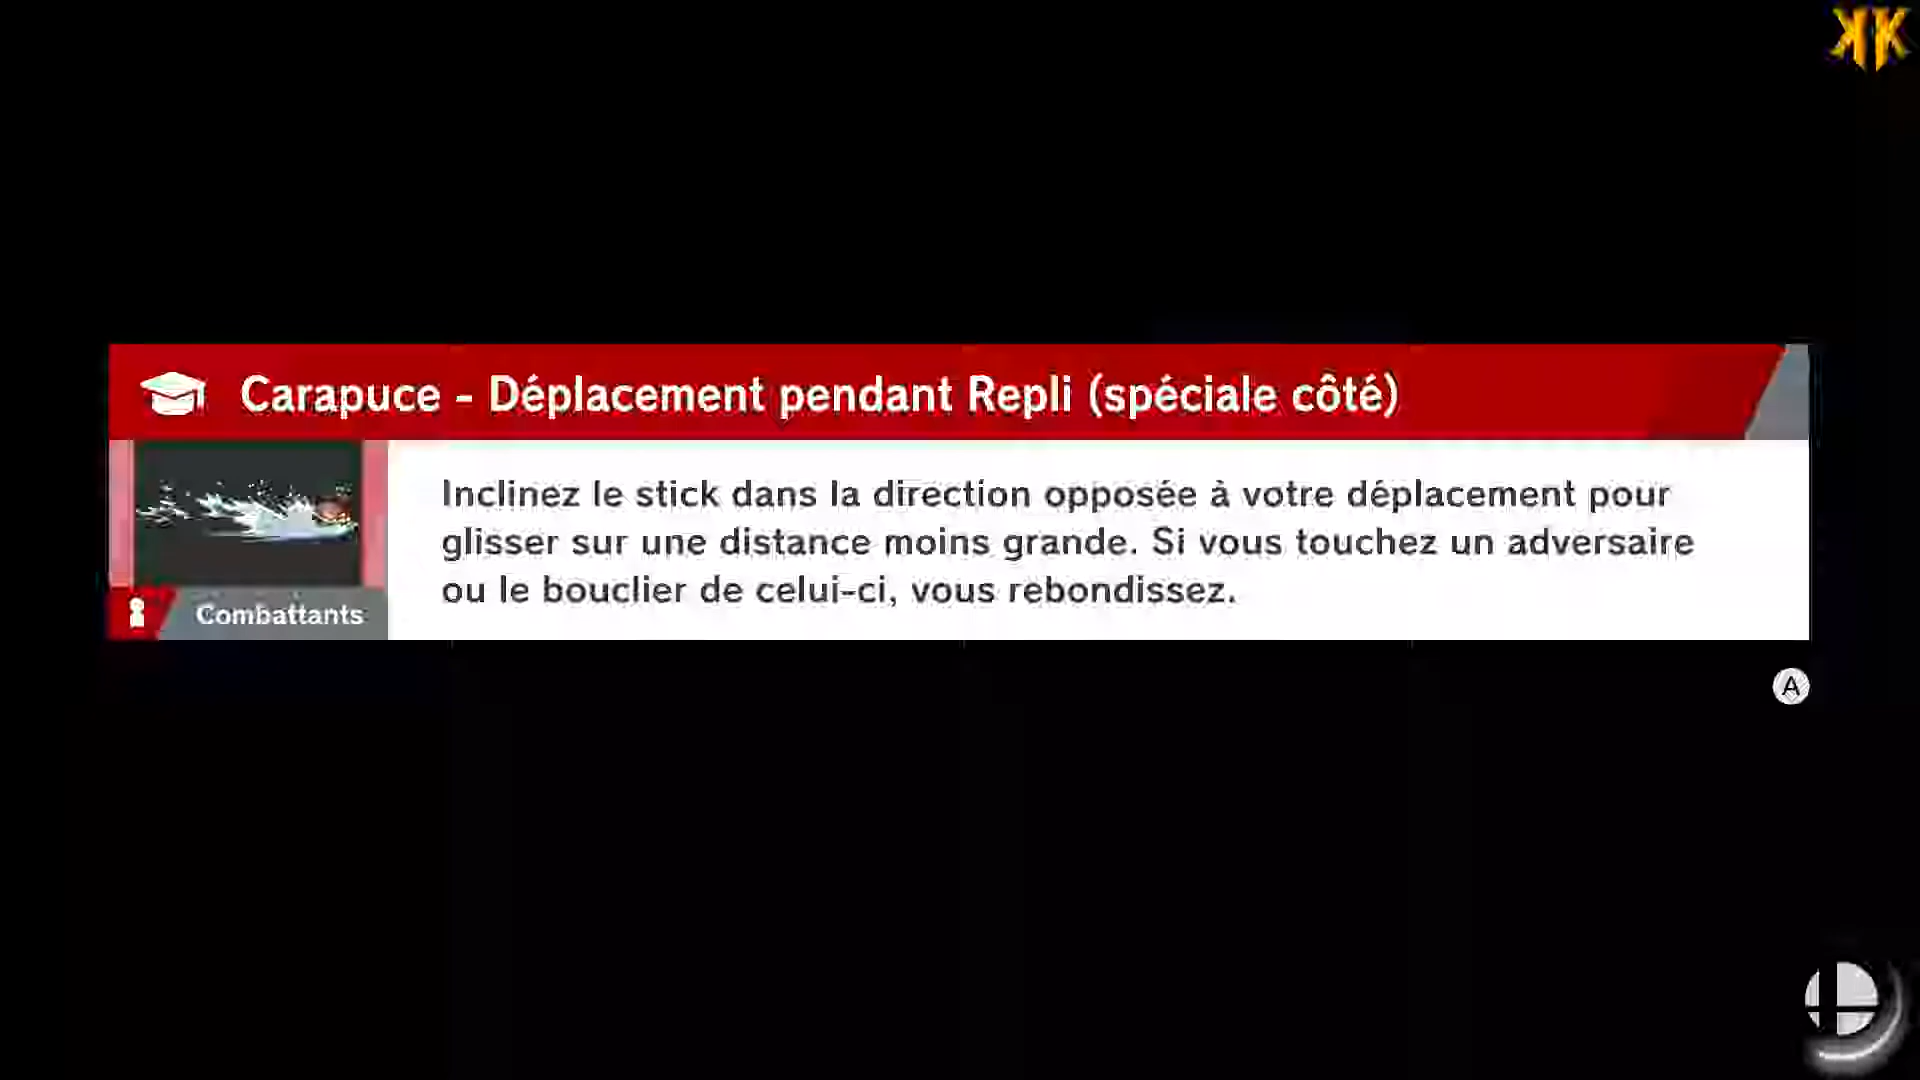 KK
Carapuce - Déplacement pendant Repli (spéciale côté)
Inclinez le stick dans la direction opposée à votre déplacement pour
glisser sur une distance moins grande. Si vous touchez un adversaire
ou le bouclier de celui-ci, vous rebondissez.
Combattants
A